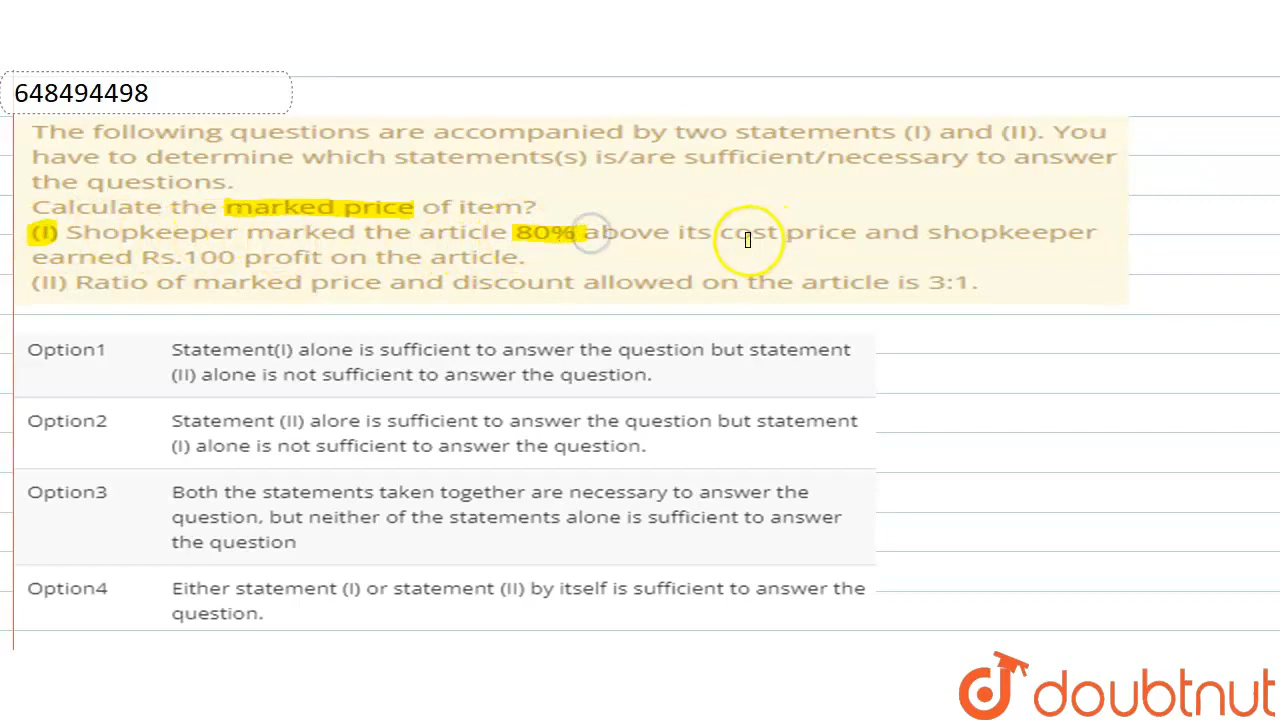 648494498
The following questions are accompanied by two statements (I) and (II). You
have to determine which statements(s) is/are sufficient/necessary to answer
the questions.
Calculate the marked price of item?
(I) Shopkeeper marked the article 80% above its cost price and shopkeeper
earned Rs.100 profit on the article.
(II) Ratio of marked price and discount allowed on the article is 3:1.
Option1 Statement(I) alone is sufficient to answer the question but statement
(II) alone is not sufficient to answer the question.
Option2 Statement (II) alore is sufficient to answer the question but statement
(I) alone is not sufficient to answer the question.
Option3 Both the statements taken together are necessary to answer the
question, but neither of the statements alone is sufficient to answer
the question
Option4 Either statement (I) or statement (II) by itself is sufficient to answer the
question.
doubtnut